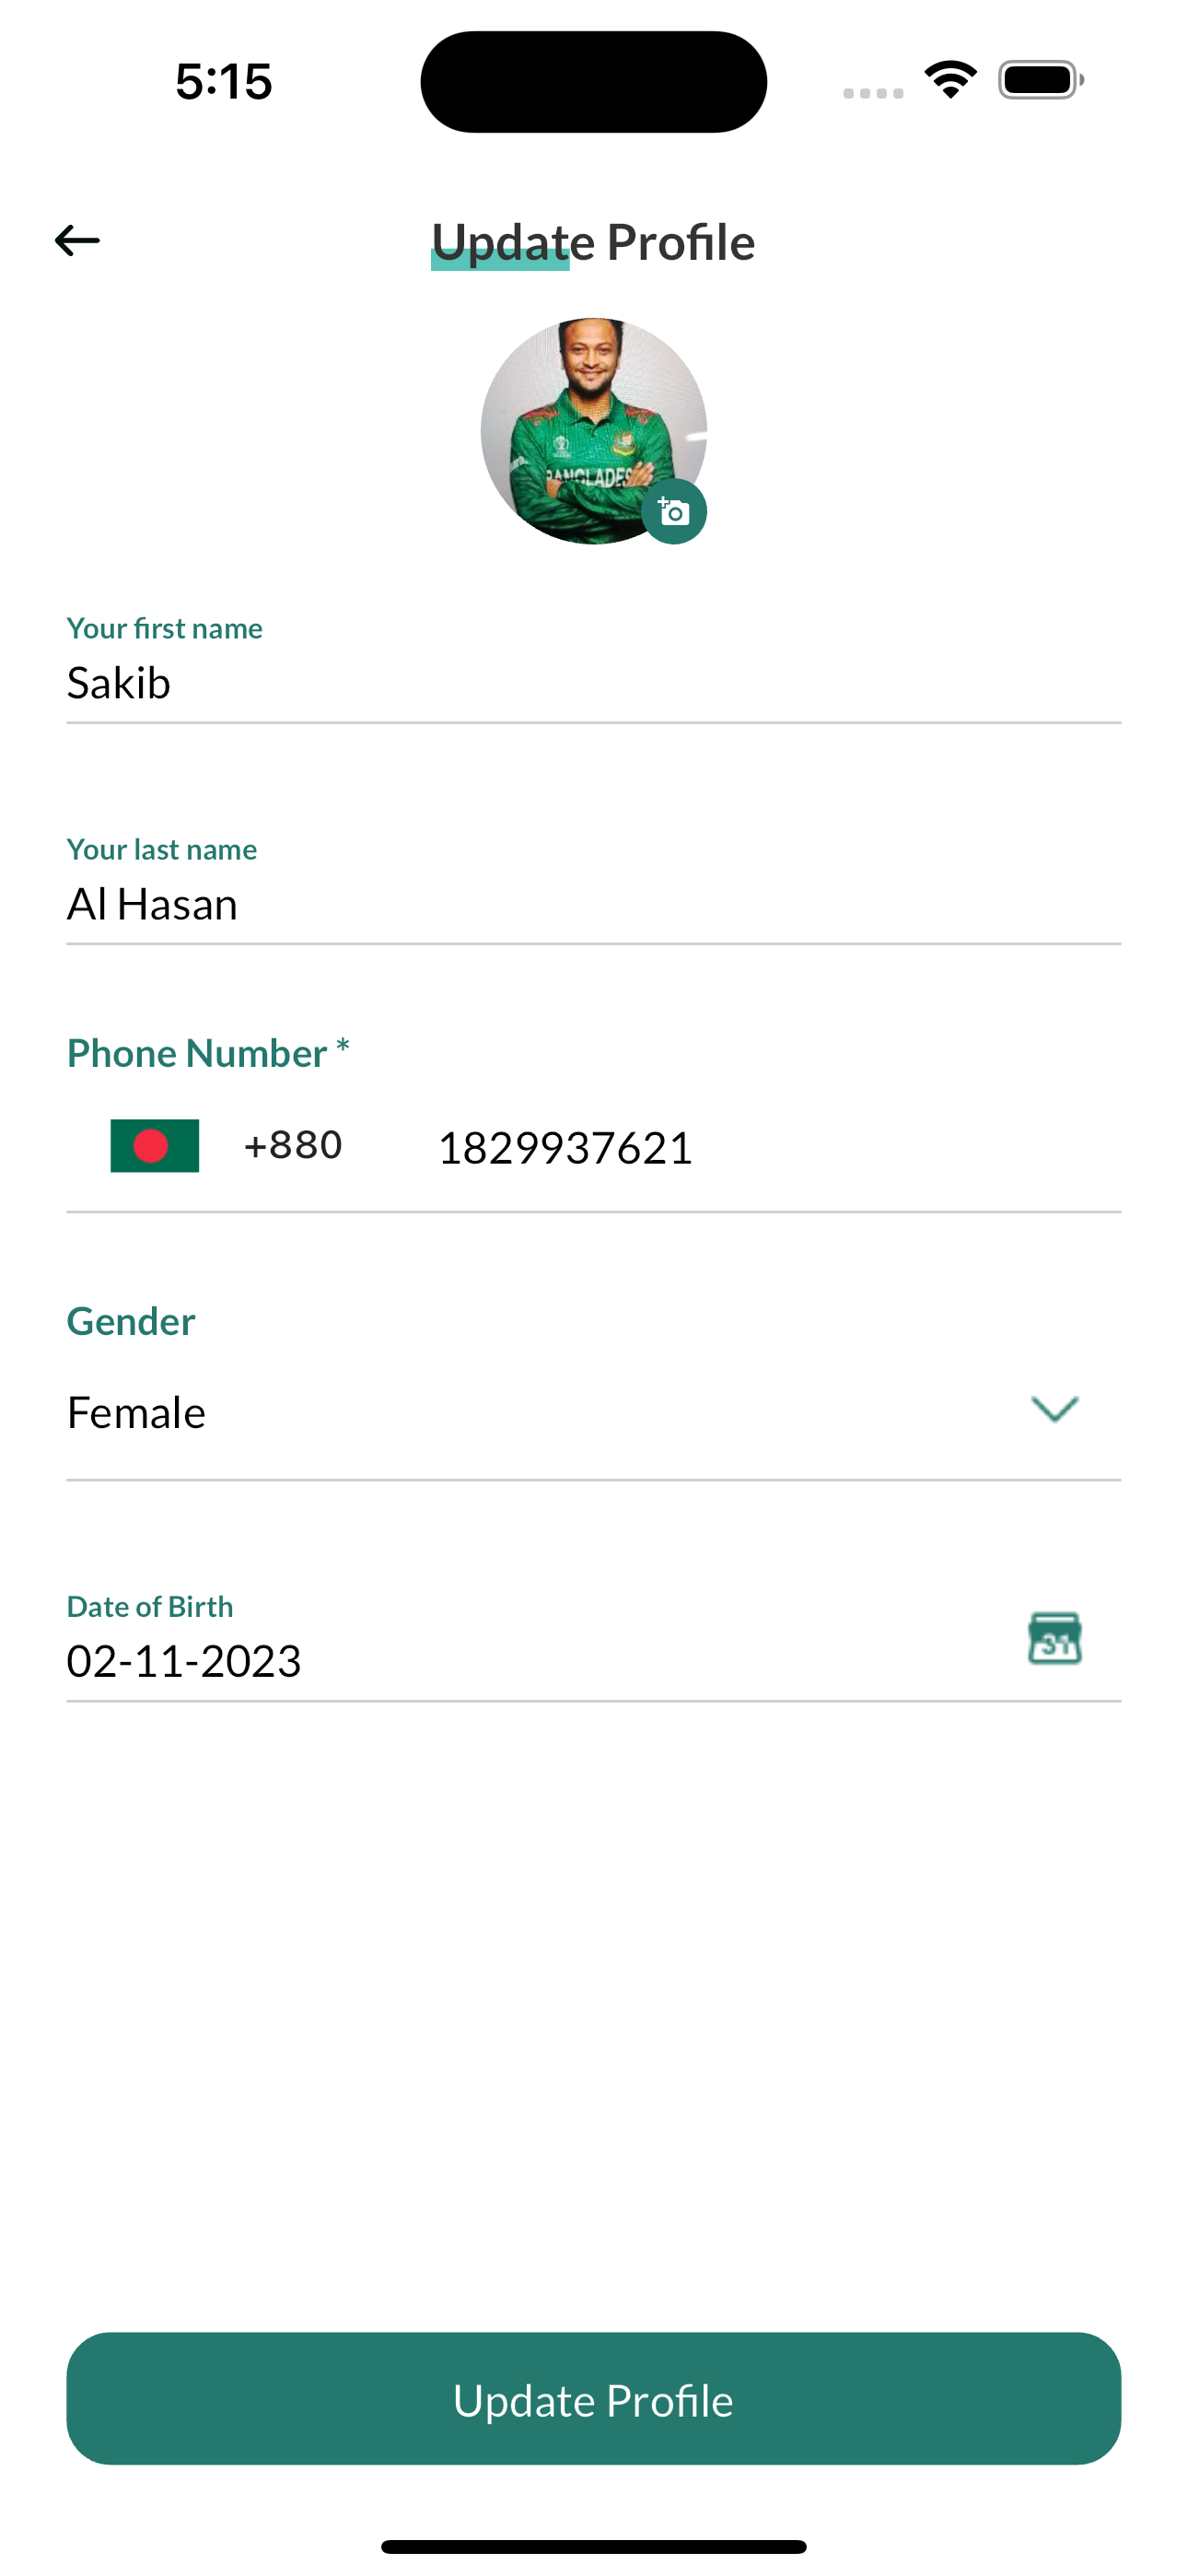 5:15
Update Profile
BANGLADES
Your first name
Sakib
Your last name
Al Hasan
Phone Number *
+880 1829937621
Gender
Female
Date of Birth
02-11-2023
31
Update Profile